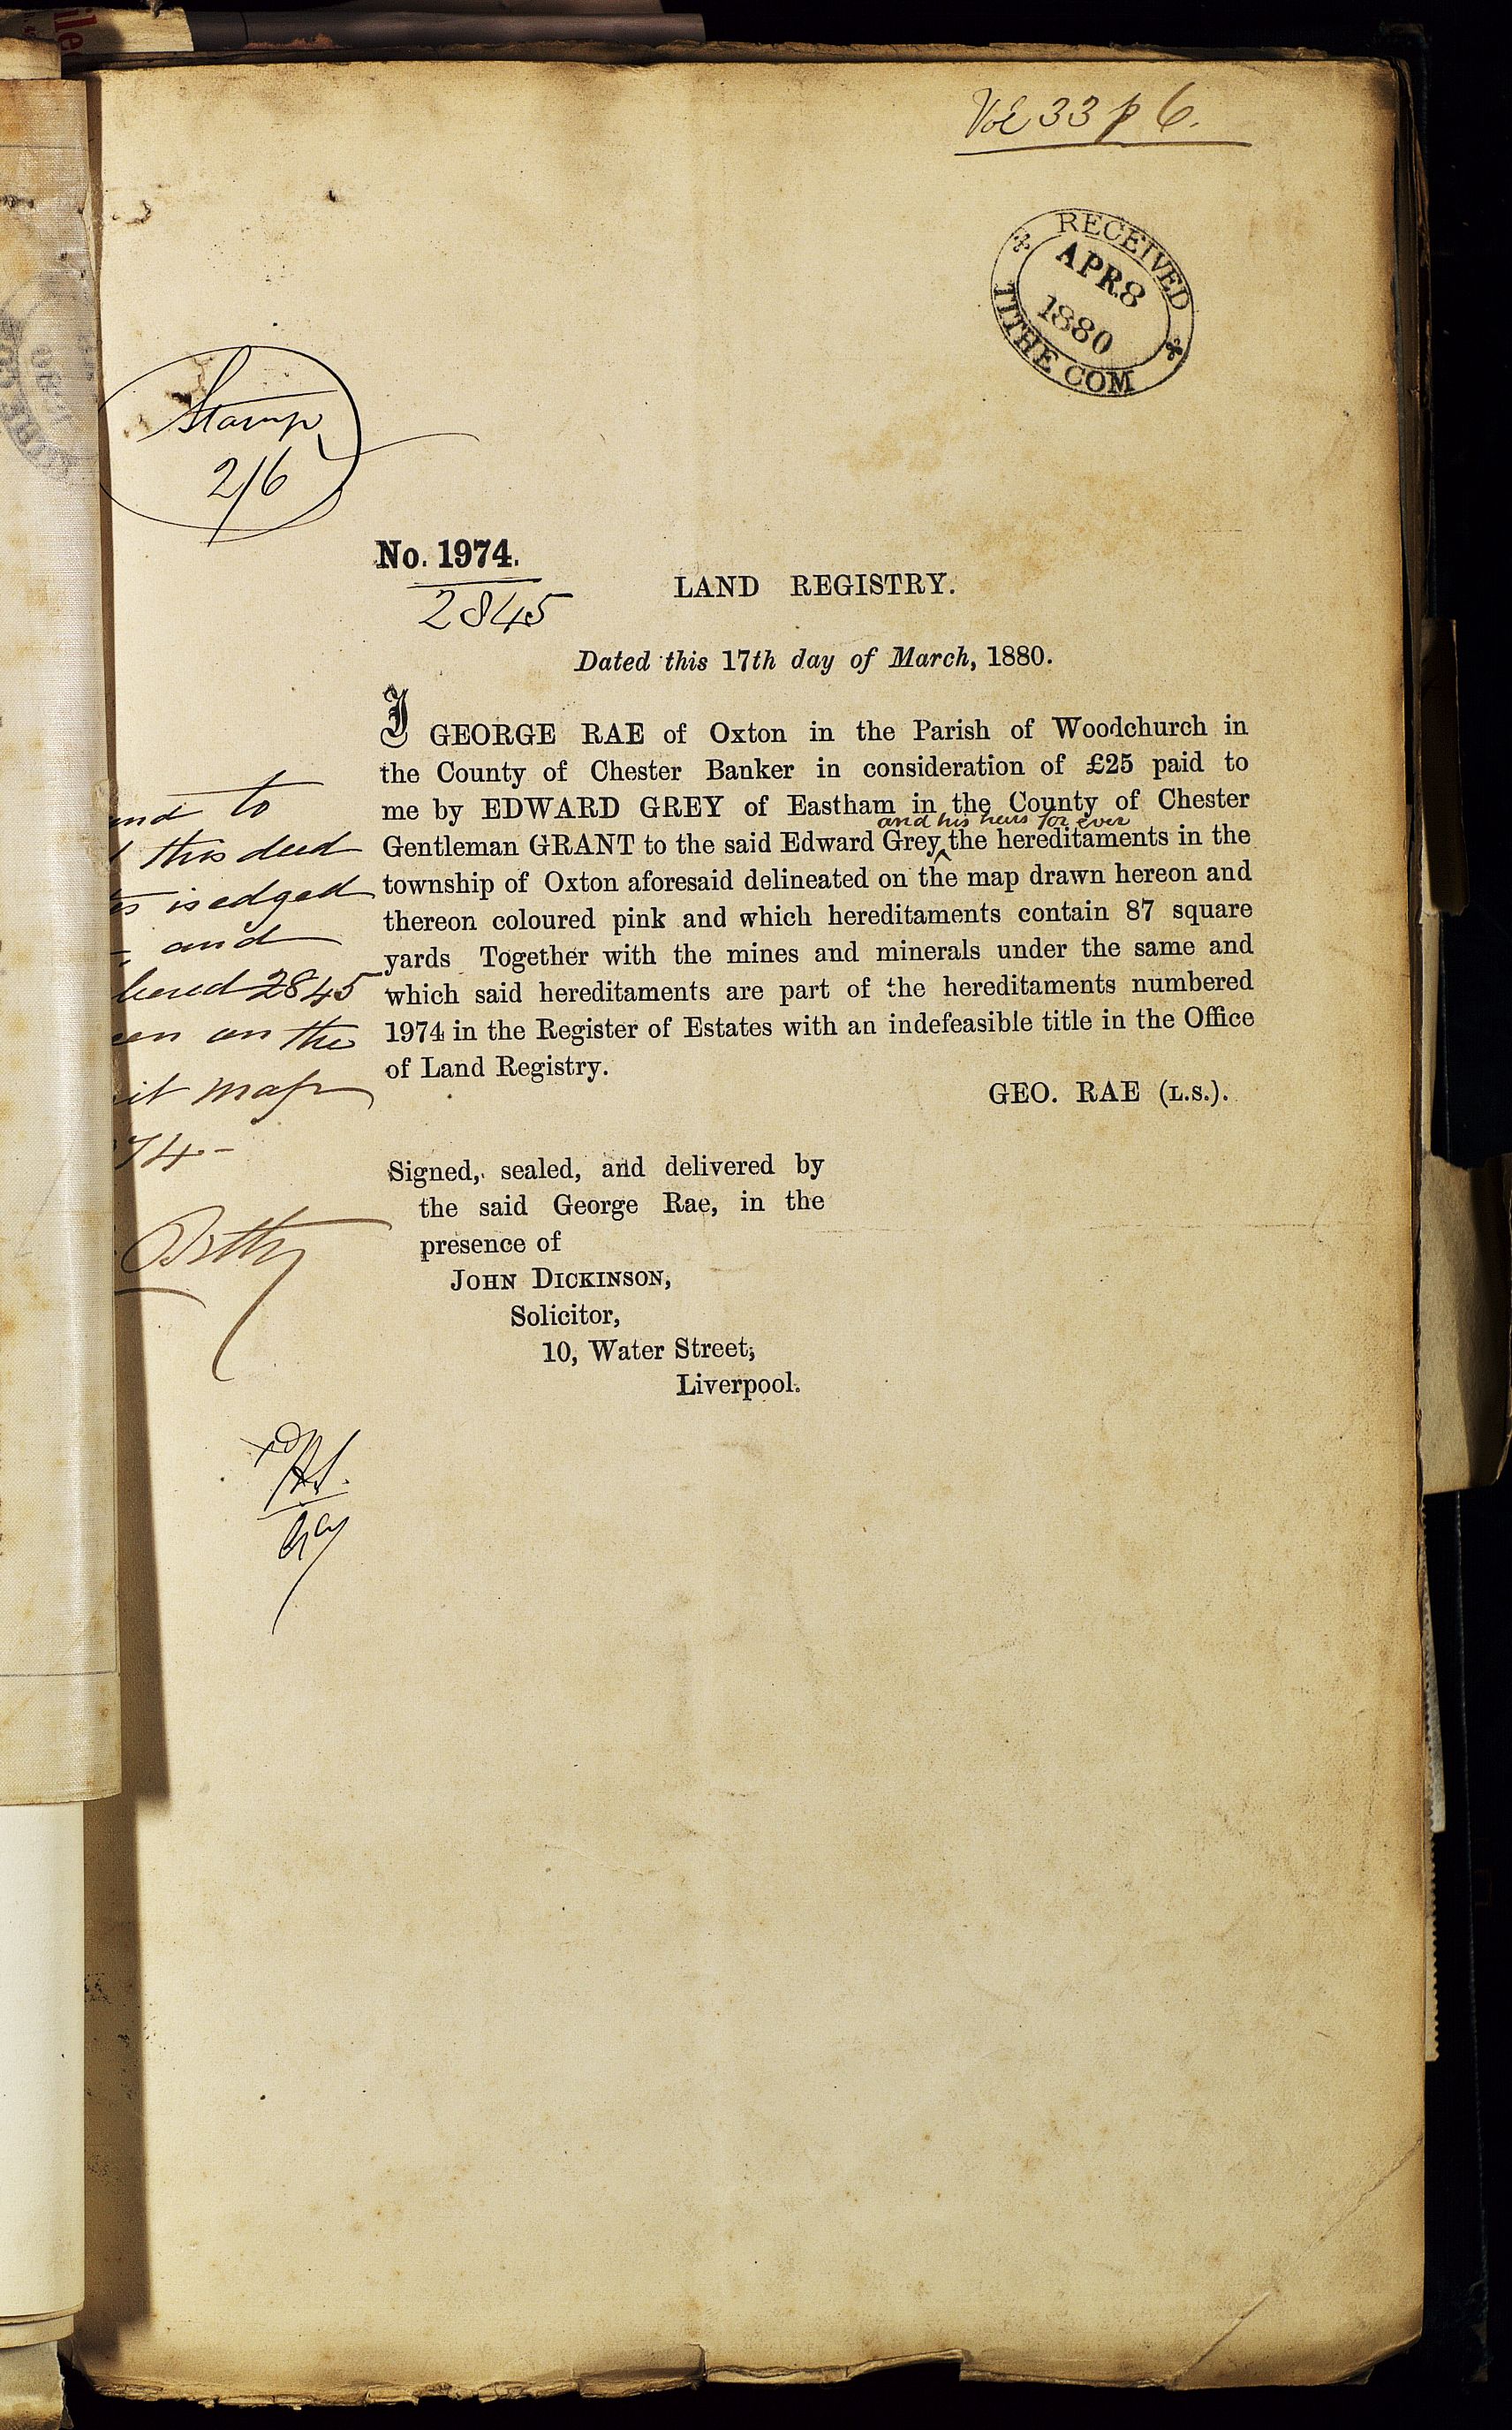 Vol 33 p 6.
RECEIVED
APR 8
1880
TITHE COM
Stamp
2/6
No. 1974.
2845
LAND REGISTRY.
Dated this 17th day of March, 1880.
I GEORGE RAE of Oxton in the Parish of Woodchurch in
the County of Chester Banker in consideration of £25 paid to
me by EDWARD GREY of Eastham in the County of Chester
and his heirs for ever
Gentleman GRANT to the said Edward Grey ^ the hereditaments in the
township of Oxton aforesaid delineated on the map drawn hereon and
thereon coloured pink and which hereditaments contain 87 square
yards Together with the mines and minerals under the same and
which said hereditaments are part of the hereditaments numbered
1974 in the Register of Estates with an indefeasible title in the Office
of Land Registry.
GEO. RAE (L.S.).
to
this deed
is edged
and
2845
on the
map
74-
Signed, sealed, and delivered by
the said George Rae, in the
presence of
JOHN DICKINSON,
Solicitor,
10, Water Street,
Liverpool.